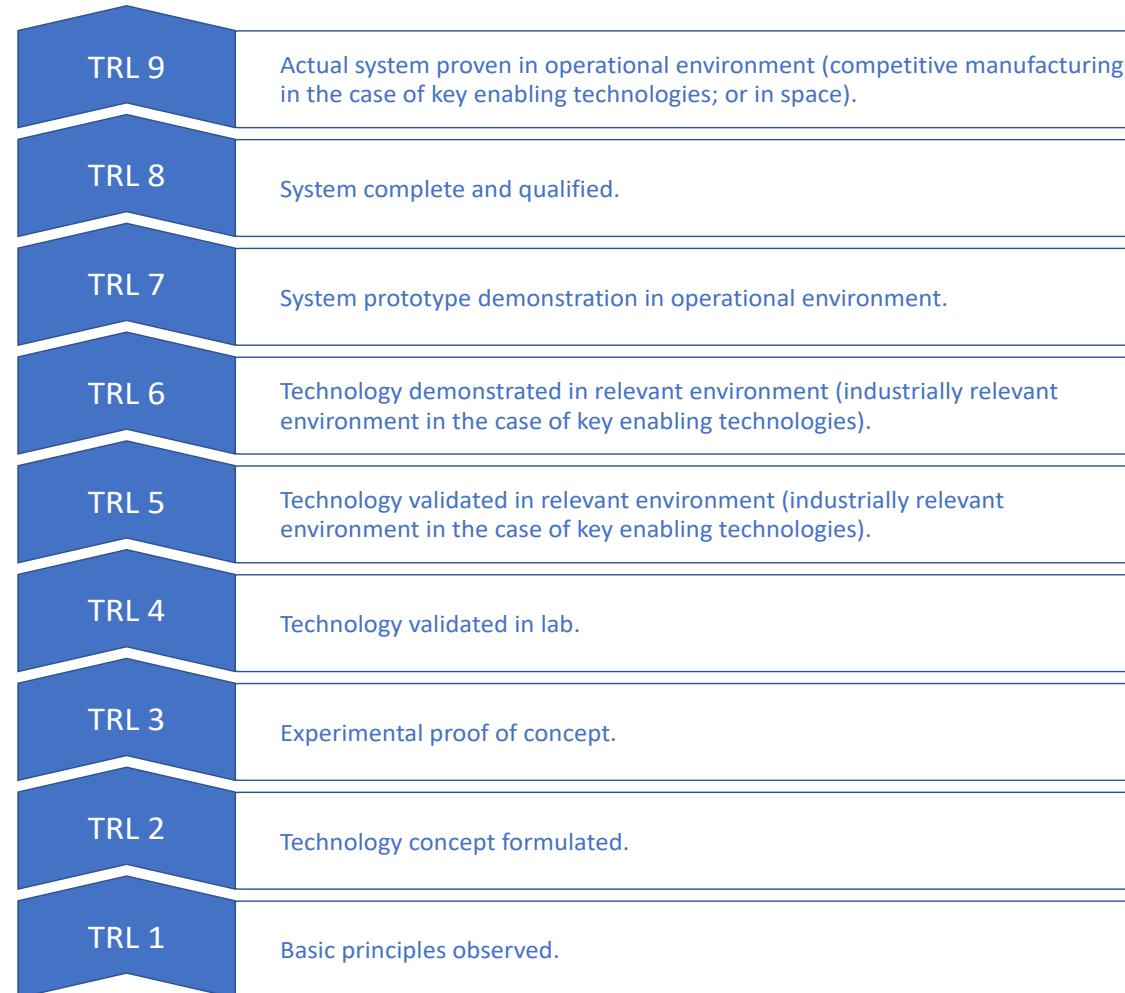 TRL 9
Actual system proven in operational environment (competitive manufacturing
in the case of key enabling technologies; or in space).
TRL 8
System complete and qualified.
TRL 7
System prototype demonstration in operational environment.
TRL 6
Technology demonstrated in relevant environment (industrially relevant
environment in the case of key enabling technologies).
TRL 5
Technology validated in relevant environment (industrially relevant
environment in the case of key enabling technologies).
TRL 4
Technology validated in lab.
TRL 3
Experimental proof of concept.
TRL 2
Technology concept formulated.
TRL 1
Basic principles observed.